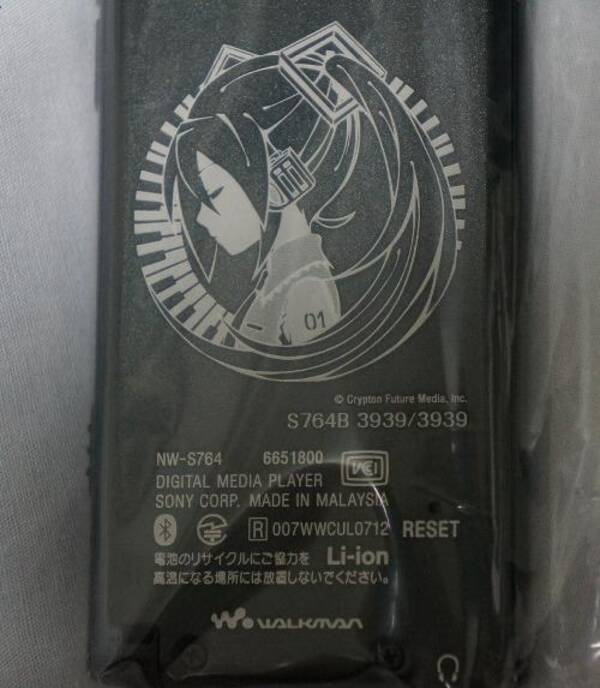 01
© Crypton Future Media, Inc.
S764B 3939/3939
NW-S764 6651800
VCI
DIGITAL MEDIA PLAYER
SONY CORP. MADE IN MALAYSIA
R 007WWCUL0712 RESET
電池のリサイクルにご協力を Li-ion
高温になる場所には放置しないでください。
W. WALKMAN